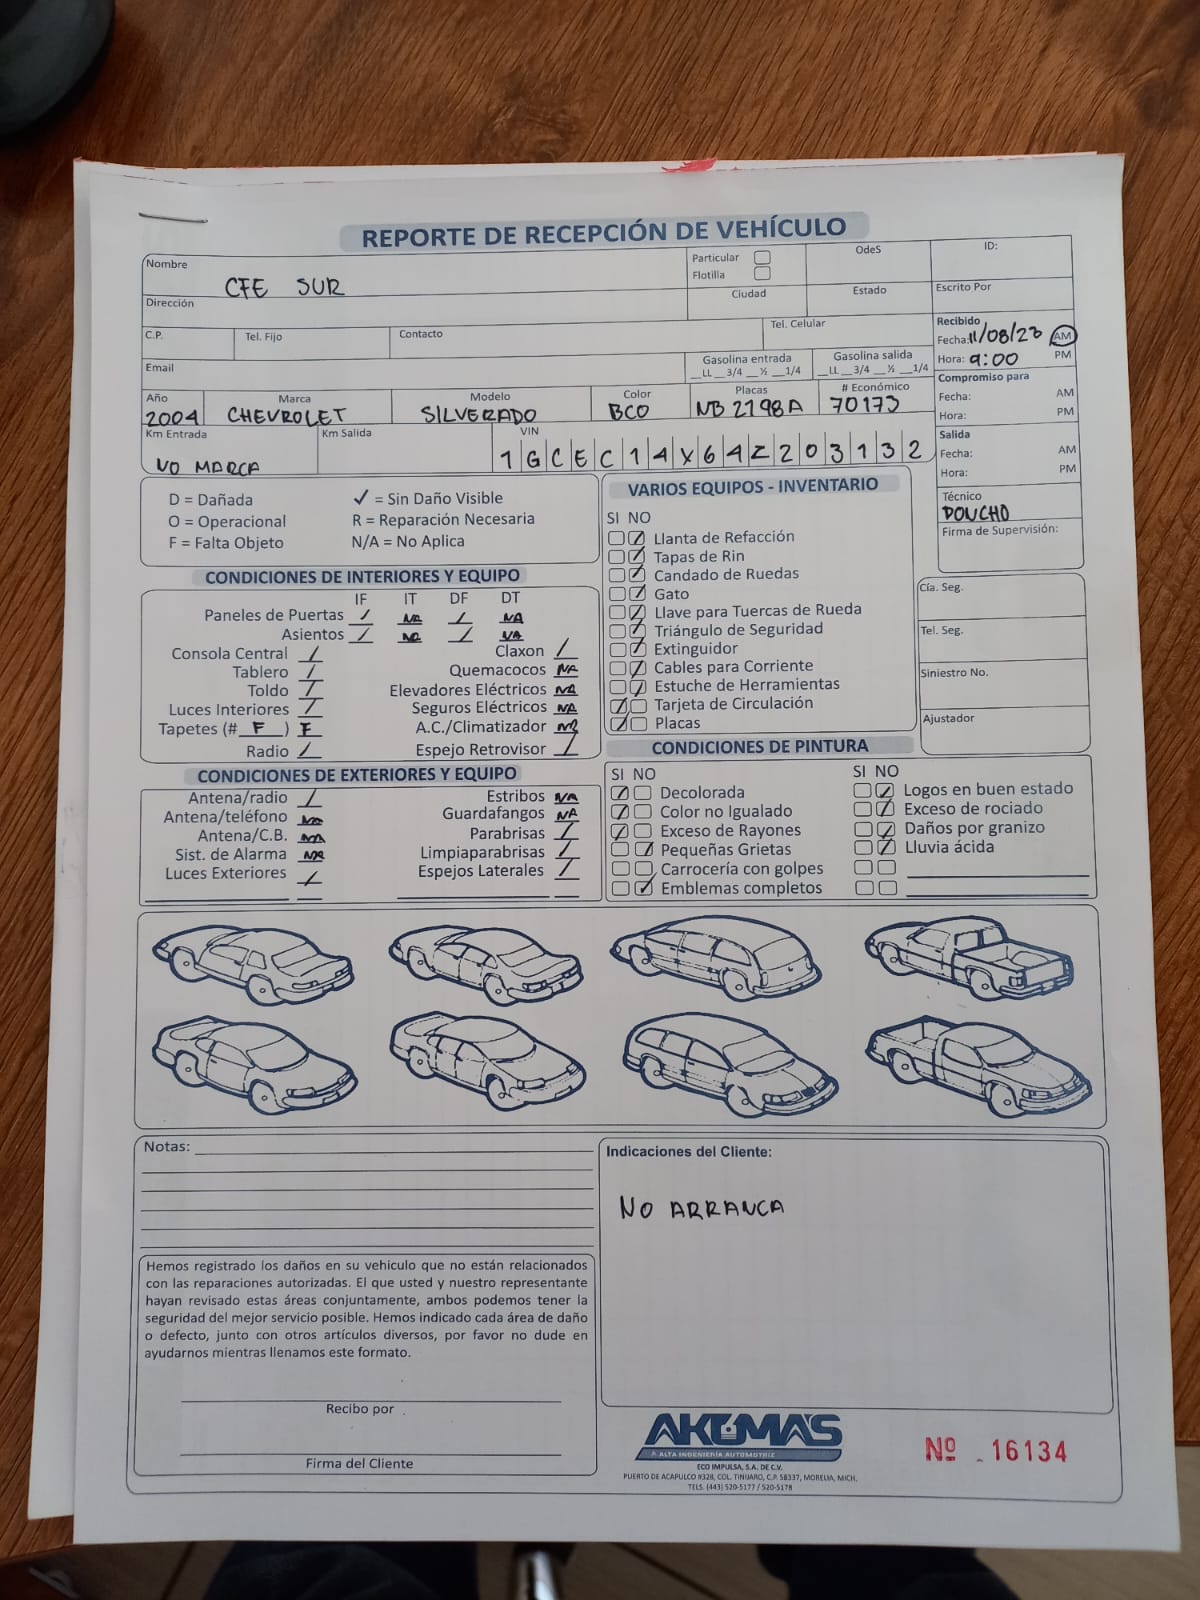 REPORTE DE RECEPCIÓN DE VEHÍCULO
Nombre CFE SUR
Particular
Flotilla
OdeS
ID:
Dirección
Ciudad
Estado
Escrito Por
C.P.
Tel. Fijo
Contacto
Tel. Celular
Recibido
Fecha: 11/08/23 AM
Hora: 9:00 PM
Email
Gasolina entrada
__LL __3/4 __½ __1/4
Gasolina salida
__LL __3/4 __½ __1/4
Compromiso para
Fecha: AM
Hora: PM
Año Marca Modelo Color Placas # Económico
2004 CHEVROLET SILVERADO BCO NB 2798A 70173
Km Entrada NO MARCA
Km Salida
VIN
1 G C E C 1 4 X 6 4 Z 2 0 3 1 3 2
Salida
Fecha: AM
Hora: PM
Técnico
PONCHO
Firma de Supervisión:
D = Dañada ✓ = Sin Daño Visible
O = Operacional R = Reparación Necesaria
F = Falta Objeto N/A = No Aplica
CONDICIONES DE INTERIORES Y EQUIPO
IF IT DF DT
Paneles de Puertas / NA / NA
Asientos / NA / NA
Consola Central /
Claxon /
Tablero /
Quemacocos NA
Toldo /
Elevadores Eléctricos NA
Luces Interiores /
Seguros Eléctricos NA
Tapetes (# F ) F
A.C./Climatizador NA
Radio /
Espejo Retrovisor /
CONDICIONES DE EXTERIORES Y EQUIPO
Antena/radio /
Estribos NA
Antena/teléfono NA
Guardafangos NA
Antena/C.B. NA
Parabrisas /
Sist. de Alarma NA
Limpiaparabrisas /
Luces Exteriores /
Espejos Laterales /
VARIOS EQUIPOS - INVENTARIO
SI NO
Llanta de Refacción
Tapas de Rin
Candado de Ruedas
Gato
Llave para Tuercas de Rueda
Triángulo de Seguridad
Extinguidor
Cables para Corriente
Estuche de Herramientas
Tarjeta de Circulación
Placas
Cía. Seg.
Tel. Seg.
Siniestro No.
Ajustador
CONDICIONES DE PINTURA
SI NO
Decolorada
Color no Igualado
Exceso de Rayones
Pequeñas Grietas
Carrocería con golpes
Emblemas completos
SI NO
Logos en buen estado
Exceso de rociado
Daños por granizo
Lluvia ácida
Notas:
Hemos registrado los daños en su vehiculo que no están relacionados
con las reparaciones autorizadas. El que usted y nuestro representante
hayan revisado estas áreas conjuntamente, ambos podemos tener la
seguridad del mejor servicio posible. Hemos indicado cada área de daño
o defecto, junto con otros artículos diversos, por favor no dude en
ayudarnos mientras llenamos este formato.
Recibo por
Firma del Cliente
Indicaciones del Cliente:
NO ARRANCA
AKUMA'S
ALTA INGENIERÍA AUTOMOTRIZ
ECO IMPULSA, S.A. DE C.V.
PUERTO DE ACAPULCO #328, COL. TINIJARO, C.P. 58337, MORELIA, MICH.
TELS. (443) 520-5177 / 520-5178
Nº 16134